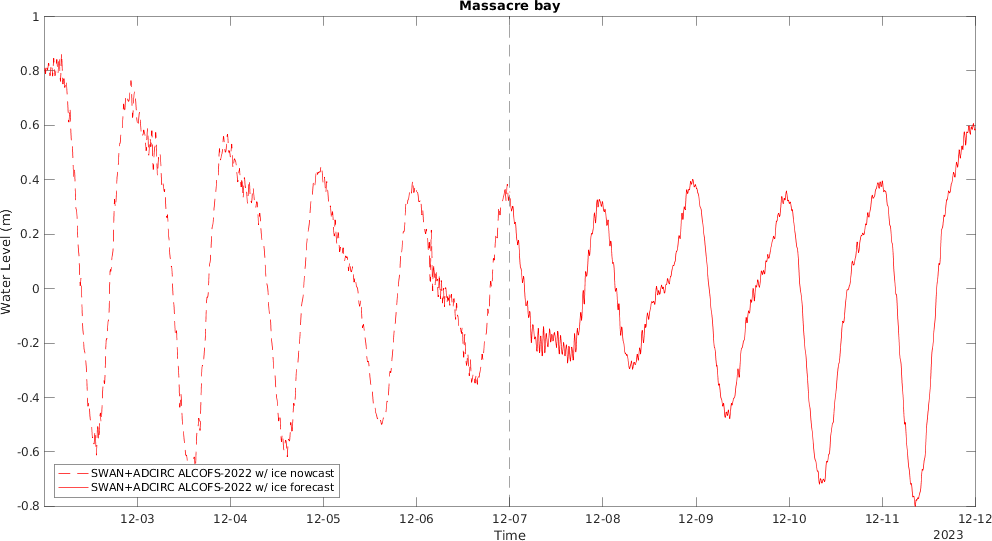 Massacre bay
Water Level (m)
1
0.8
0.6
0.4
0.2
0
-0.2
-0.4
-0.6
-0.8
SWAN+ADCIRC ALCOFS-2022 w/ ice nowcast
SWAN+ADCIRC ALCOFS-2022 w/ ice forecast
12-03 12-04 12-05 12-06 12-07 12-08 12-09 12-10 12-11 12-12
Time
2023